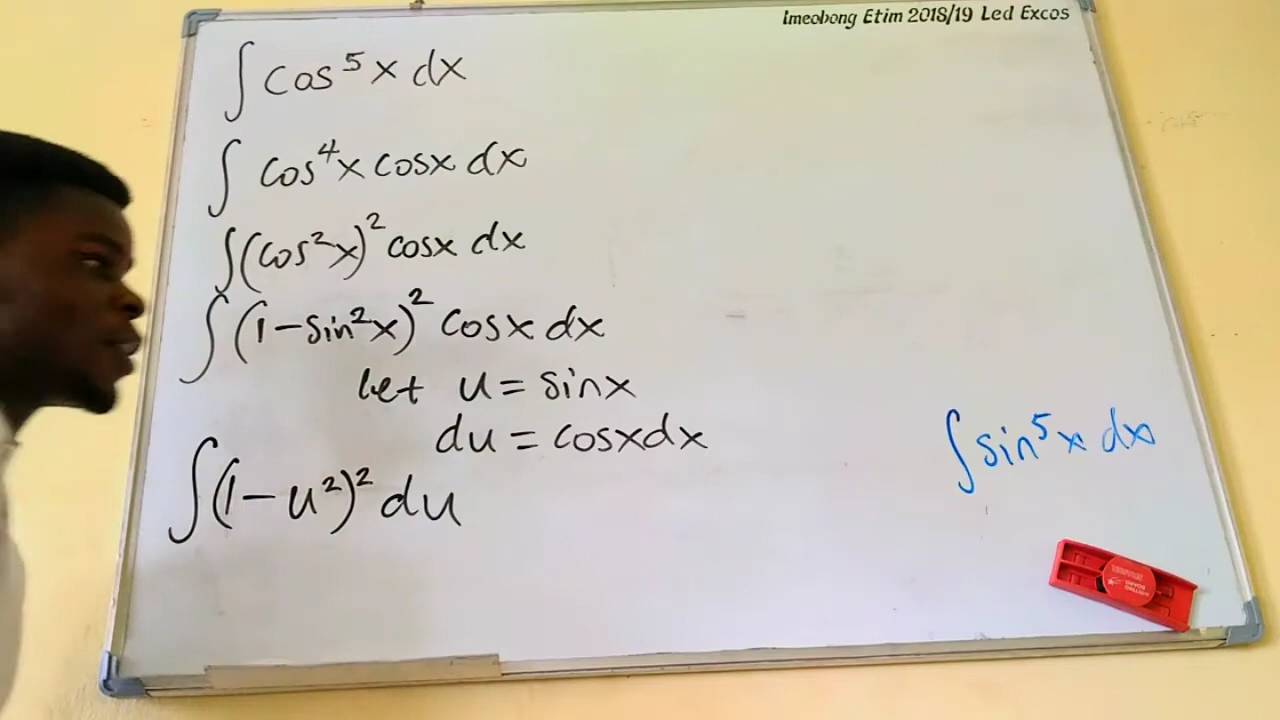 Imeobong Etim 2018/19 Led Excos
∫ cos⁵x dx
∫ cos⁴x cosx dx
∫(cos²x)² cosx dx
∫(1-sin²x)² cosx dx
let u = sinx
du = cosxdx
∫(1-u²)² du
∫ sin⁵x dx